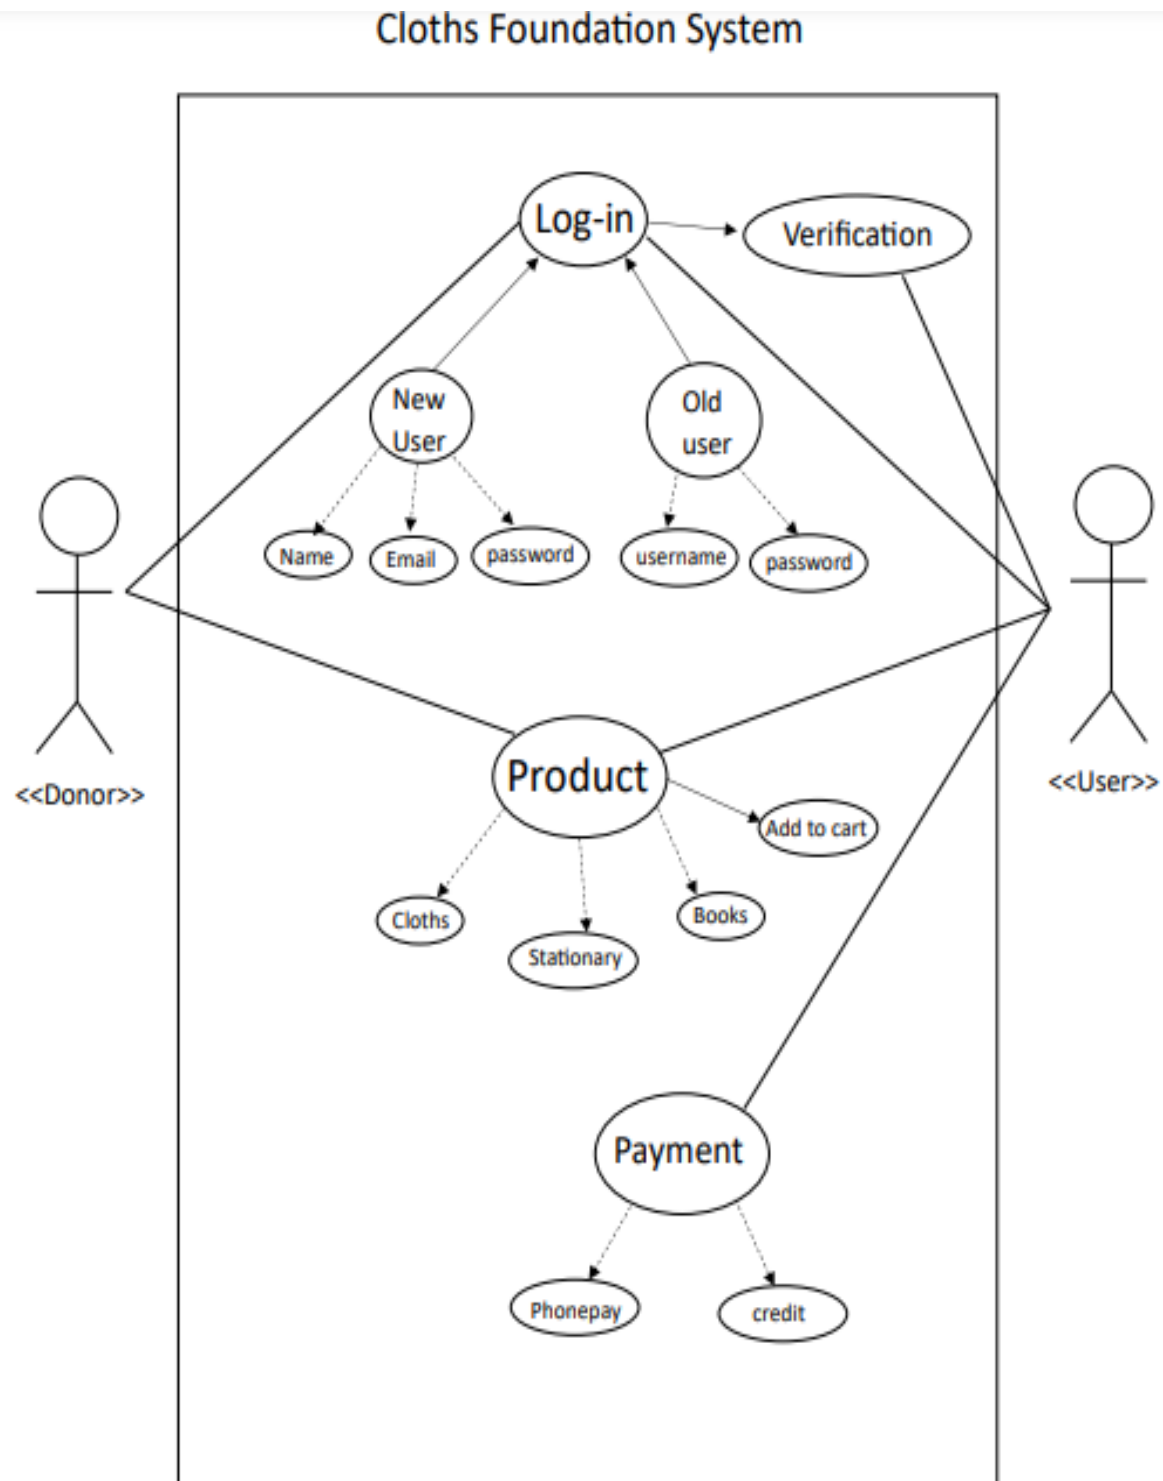 Cloths Foundation System
Log-in
Verification
New
User
Old
user
Name
Email
password
username
password
<<Donor>>
<<User>>
Product
Add to cart
Cloths
Stationary
Books
Payment
Phonepay
credit